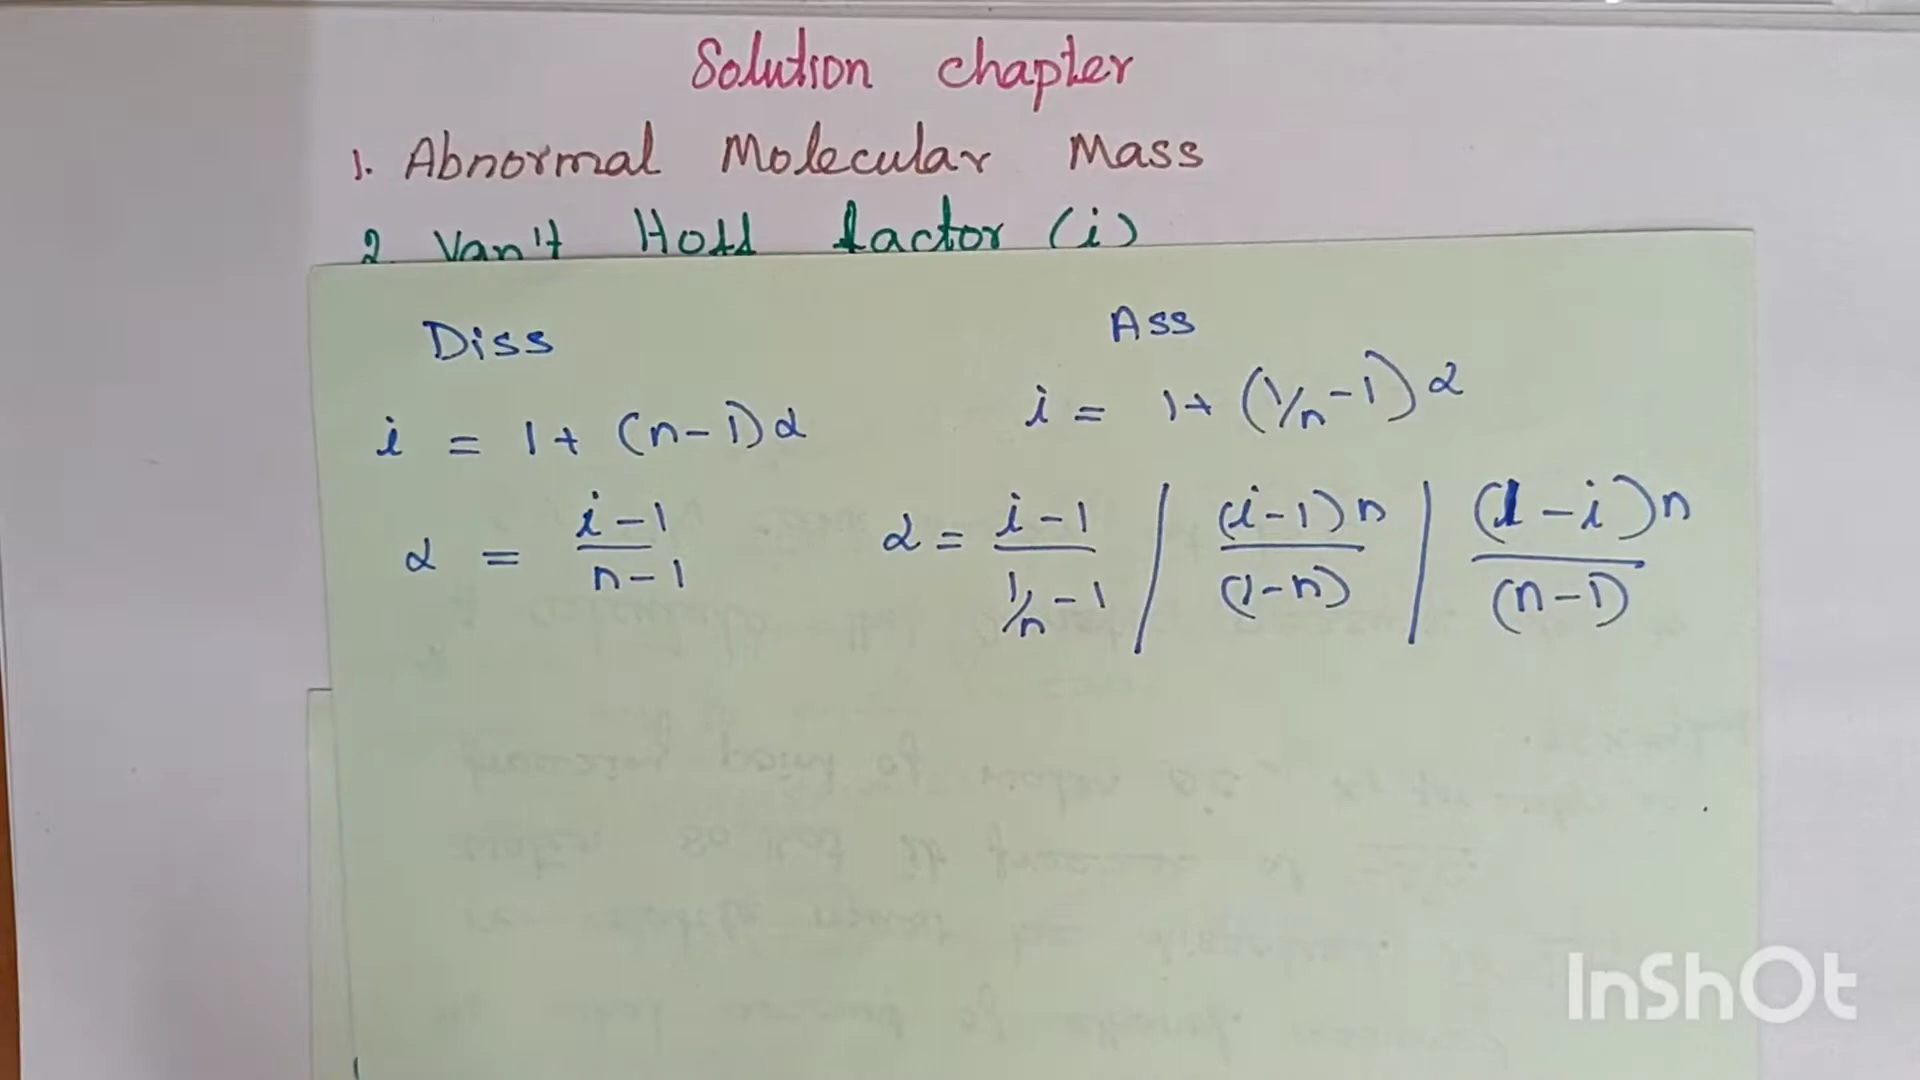 Solution chapter
1. Abnormal Molecular Mass
2 Van't Hoff factor (i)
Diss
i = 1 + (n-1)α
α = i-1 / n-1
Ass
i = 1+ (1/n -1)α
α = i-1 / 1/n -1 | (i-1)n / (1-n) | (1-i)n / (n-1)
InShOt